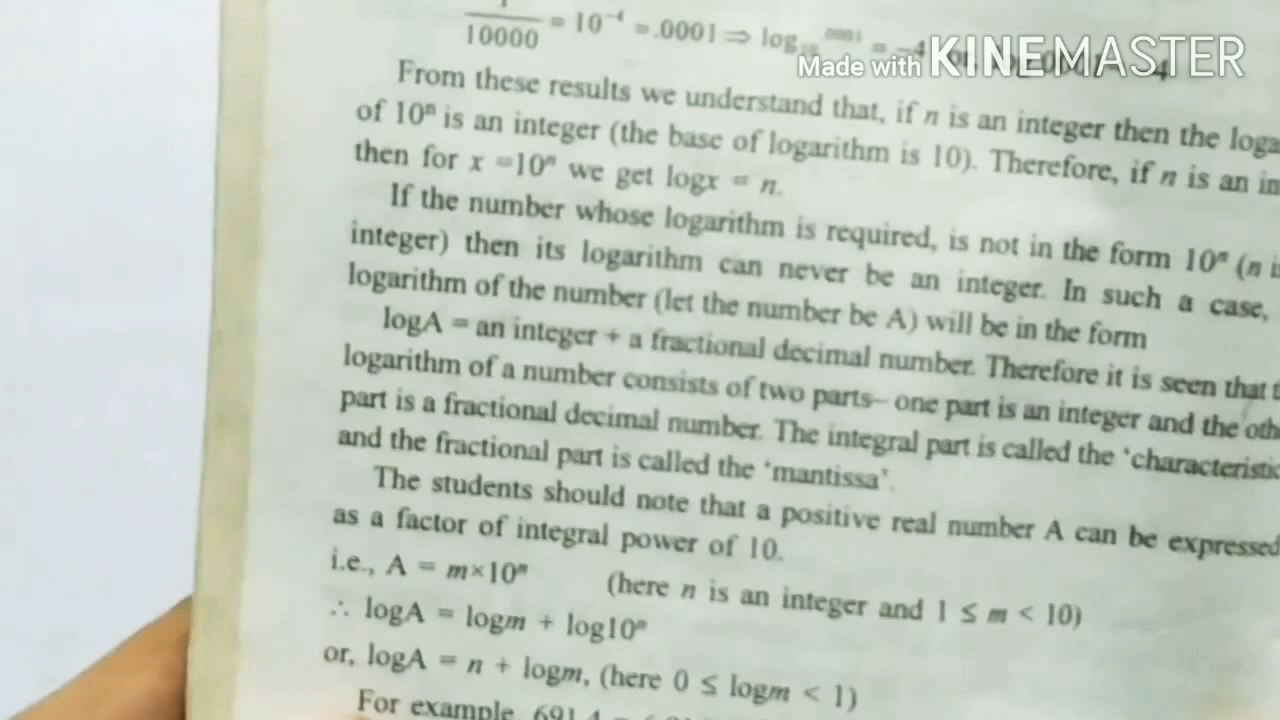 10000 = 10⁻⁴ = .0001 ⇒ log₁₀ .0001 = –4
Made with KINEMASTER
From these results we understand that, if n is an integer then the
of 10ⁿ is an integer (the base of logarithm is 10). Therefore, if n is an
then for x = 10ⁿ we get logx = n.
If the number whose logarithm is required, is not in the form 10ⁿ (n
integer) then its logarithm can never be an integer. In such a case,
logarithm of the number (let the number be A) will be in the form
logA = an integer + a fractional decimal number. Therefore it is seen that
logarithm of a number consists of two parts– one part is an integer and the
part is a fractional decimal number. The integral part is called the ‘characteristic
and the fractional part is called the ‘mantissa’.
The students should note that a positive real number A can be expressed
as a factor of integral power of 10.
i.e., A = m×10ⁿ (here n is an integer and 1 ≤ m < 10)
∴ logA = logm + log10ⁿ
or, logA = n + logm, (here 0 ≤ logm < 1)
For example, 691.4 =